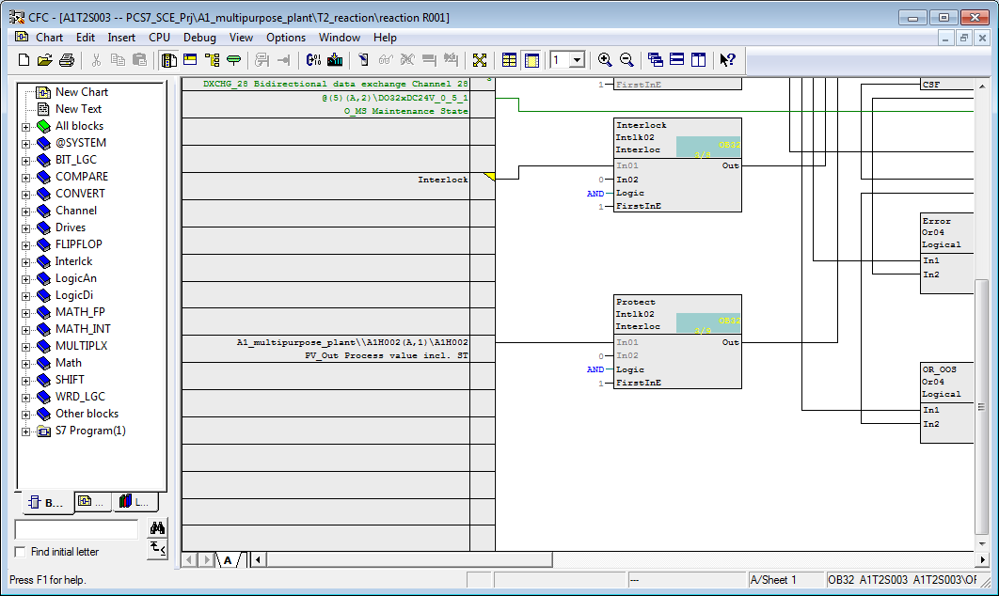 CFC - [A1T2S003 -- PCS7_SCE_Prj\A1_multipurpose_plant\T2_reaction\reaction R001]
Chart Edit Insert CPU Debug View Options Window Help
1
New Chart
New Text
All blocks
@SYSTEM
BIT_LGC
COMPARE
CONVERT
Channel
Drives
FLIPFLOP
Interlck
LogicAn
LogicDi
MATH_FP
MATH_INT
MULTIPLX
Math
SHIFT
WRD_LGC
Other blocks
S7 Program(1)
B... ... L...
Find initial letter
DXCHG_28 Bidirectional data exchange Channel 28
@(5)(A,2)\DO32xDC24V_0_5_1
O_MS Maintenance State
Interlock
A1_multipurpose_plant\\A1H002(A,1)\A1H002
PV_Out Process value incl. ST
1 FirstInE
Interlock
Intlk02
Interloc
OB32
In01 Out
0 In02
AND Logic
1 FirstInE
Protect
Intlk02
Interloc
OB32
In01 Out
0 In02
AND Logic
1 FirstInE
CSF
Error
Or04
Logical
In1
In2
OR_OOS
Or04
Logical
In1
In2
A
Press F1 for help.
---
A/Sheet 1
OB32 A1T2S003 A1T2S003\OF